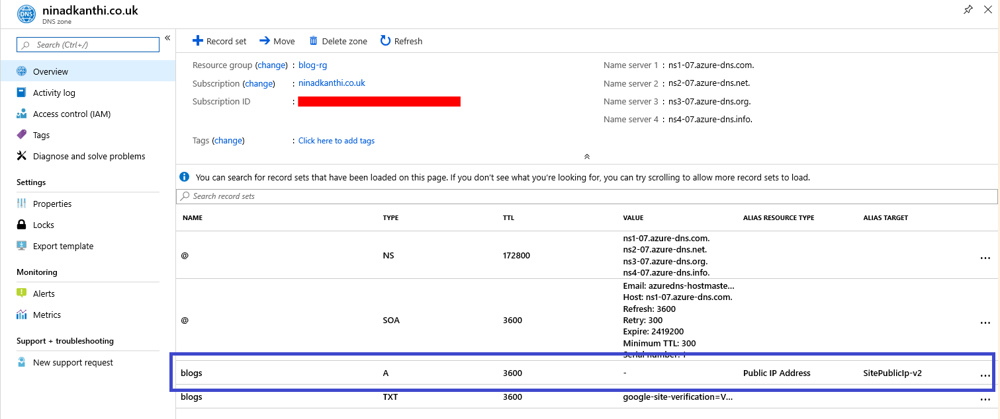 DNS
ninadkanthi.co.uk
DNS zone
Search (Ctrl+/)
«
Overview
Activity log
Access control (IAM)
Tags
Diagnose and solve problems
Settings
Properties
Locks
Export template
Monitoring
Alerts
Metrics
Support + troubleshooting
New support request
Record set Move Delete zone Refresh
Resource group (change) : blog-rg
Subscription (change) : ninadkanthi.co.uk
Subscription ID :
Tags (change) : Click here to add tags
Name server 1 : ns1-07.azure-dns.com.
Name server 2 : ns2-07.azure-dns.net.
Name server 3 : ns3-07.azure-dns.org.
Name server 4 : ns4-07.azure-dns.info.
You can search for record sets that have been loaded on this page. If you don't see what you're looking for, you can try scrolling to allow more record sets to load.
Search record sets
NAME TYPE TTL VALUE ALIAS RESOURCE TYPE ALIAS TARGET
@ NS 172800
ns1-07.azure-dns.com.
ns2-07.azure-dns.net.
ns3-07.azure-dns.org.
ns4-07.azure-dns.info.
...
@ SOA 3600
Email: azuredns-hostmaste...
Host: ns1-07.azure-dns.com.
Refresh: 3600
Retry: 300
Expire: 2419200
Minimum TTL: 300
Serial number: 1
...
blogs A 3600 - Public IP Address SitePublicIp-v2 ...
blogs TXT 3600 google-site-verification=V... ...